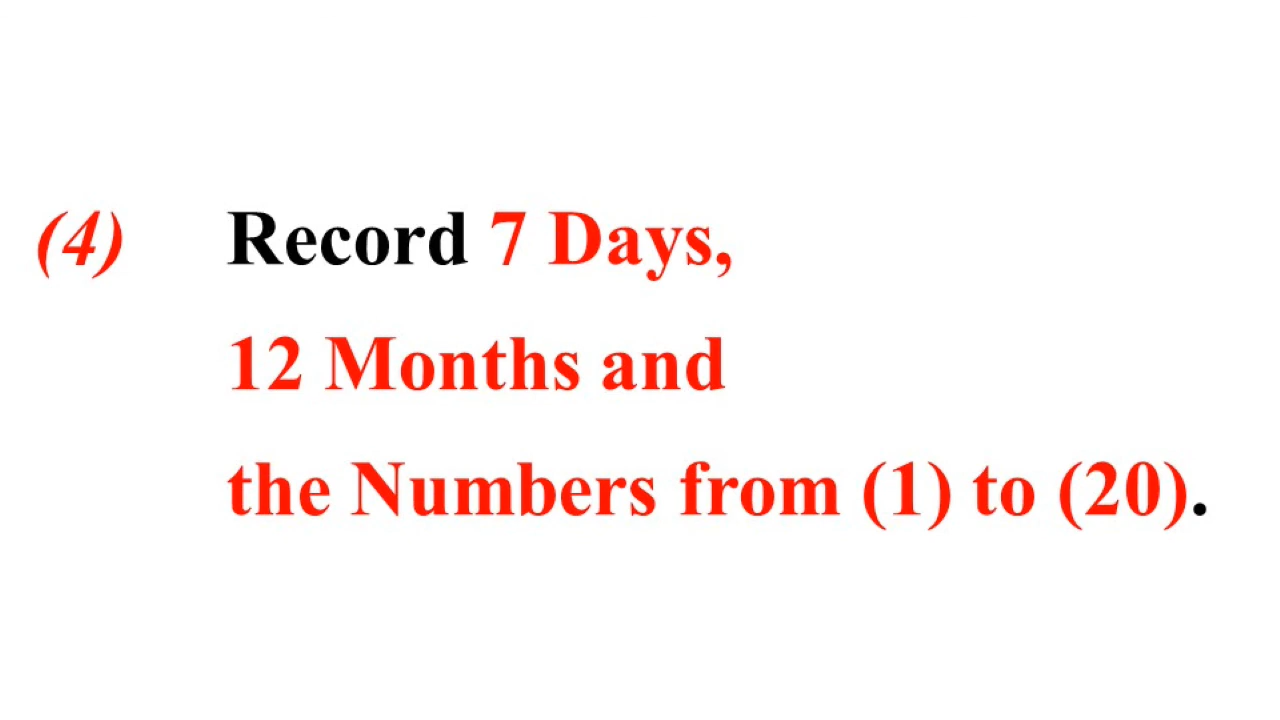 (4) Record 7 Days,
12 Months and
the Numbers from (1) to (20).